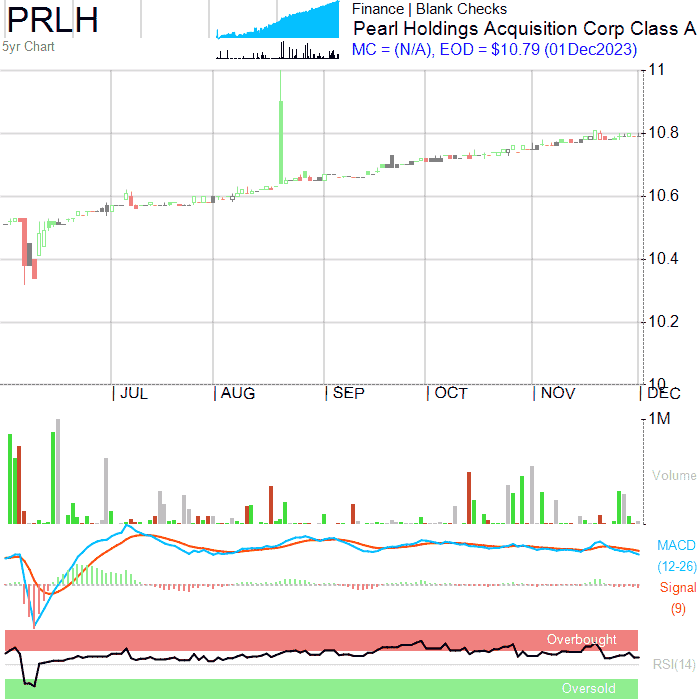 PRLH
Finance | Blank Checks
Pearl Holdings Acquisition Corp Class A
5yr Chart
MC = (N/A), EOD = $10.79 (01Dec2023)
11
10.8
10.6
10.4
10.2
10
JUL AUG SEP OCT NOV DEC
1M
Volume
MACD
(12-26)
Signal
(9)
Overbought
RSI(14)
Oversold